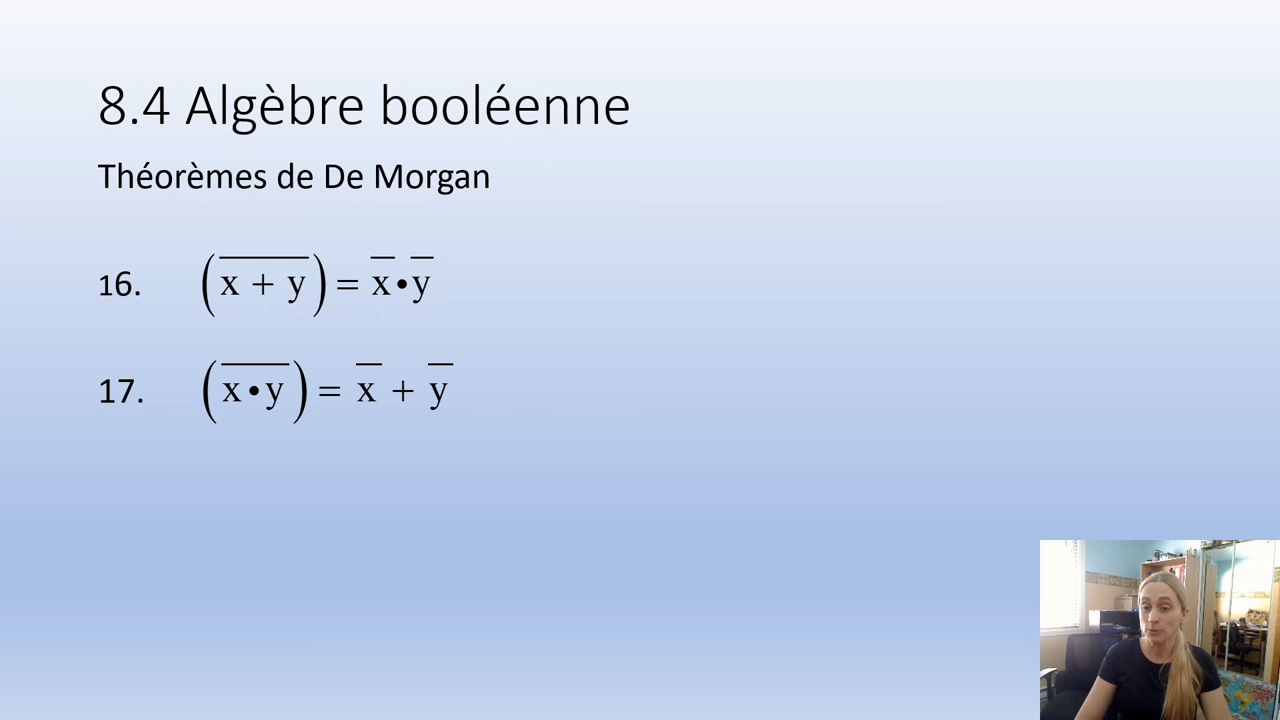 8.4 Algèbre booléenne
Théorèmes de De Morgan
16. (x̅ ̅+̅ ̅y̅) = x̅•y̅
17. (x̅•̅y̅) = x̅ + y̅